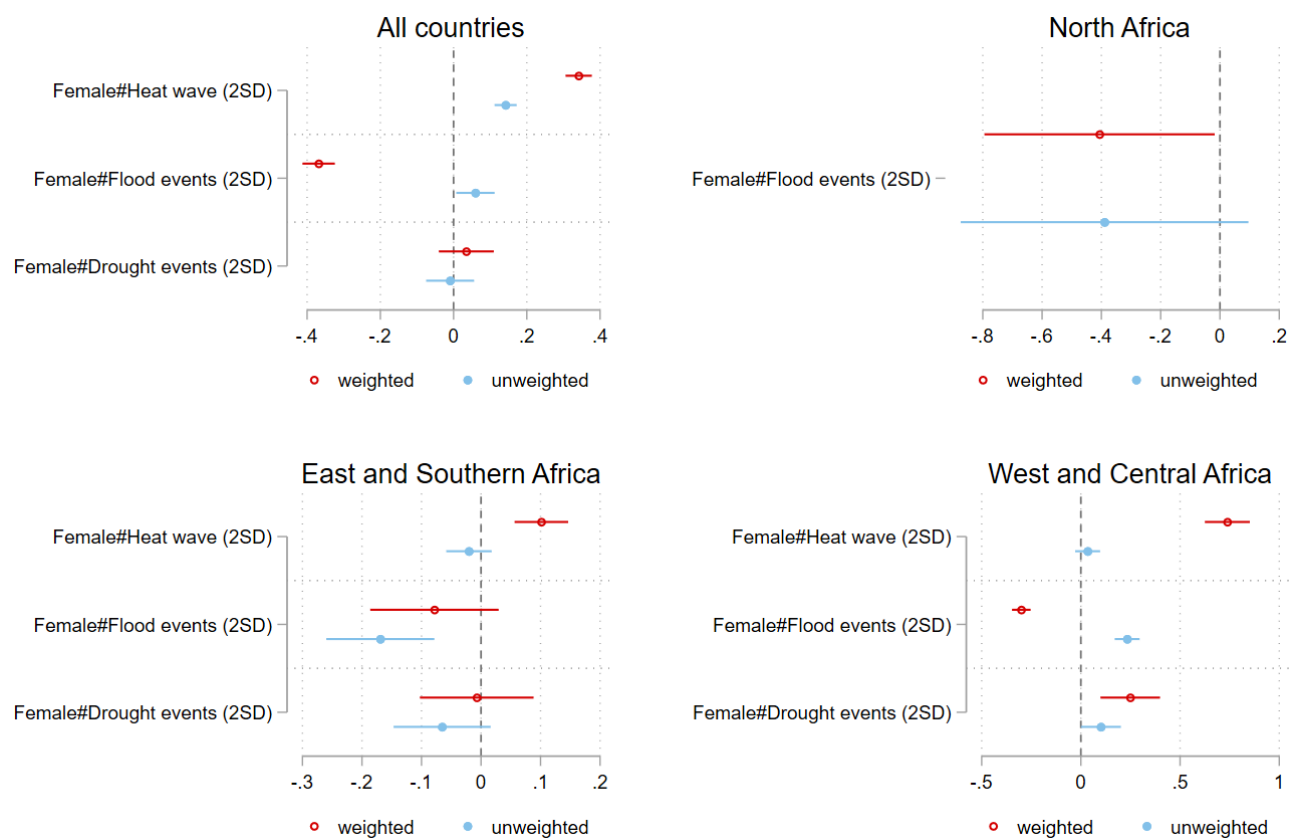 All countries
Female#Heat wave (2SD)
Female#Flood events (2SD)
Female#Drought events (2SD)
-.4 -.2 0 .2 .4
weighted unweighted
North Africa
Female#Flood events (2SD)
-.8 -.6 -.4 -.2 0 .2
weighted unweighted
East and Southern Africa
Female#Heat wave (2SD)
Female#Flood events (2SD)
Female#Drought events (2SD)
-.3 -.2 -.1 0 .1 .2
weighted unweighted
West and Central Africa
Female#Heat wave (2SD)
Female#Flood events (2SD)
Female#Drought events (2SD)
-.5 0 .5 1
weighted unweighted